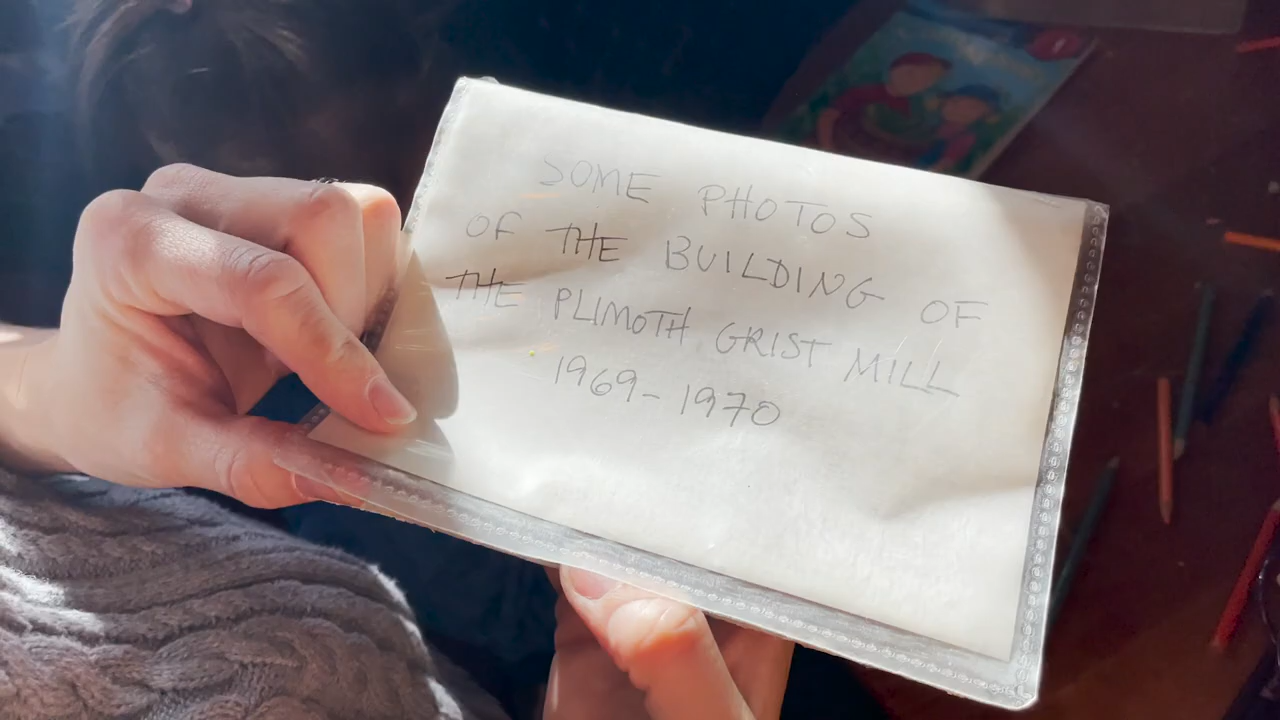 SOME PHOTOS
OF THE BUILDING OF
THE PLIMOTH GRIST MILL
1969-1970